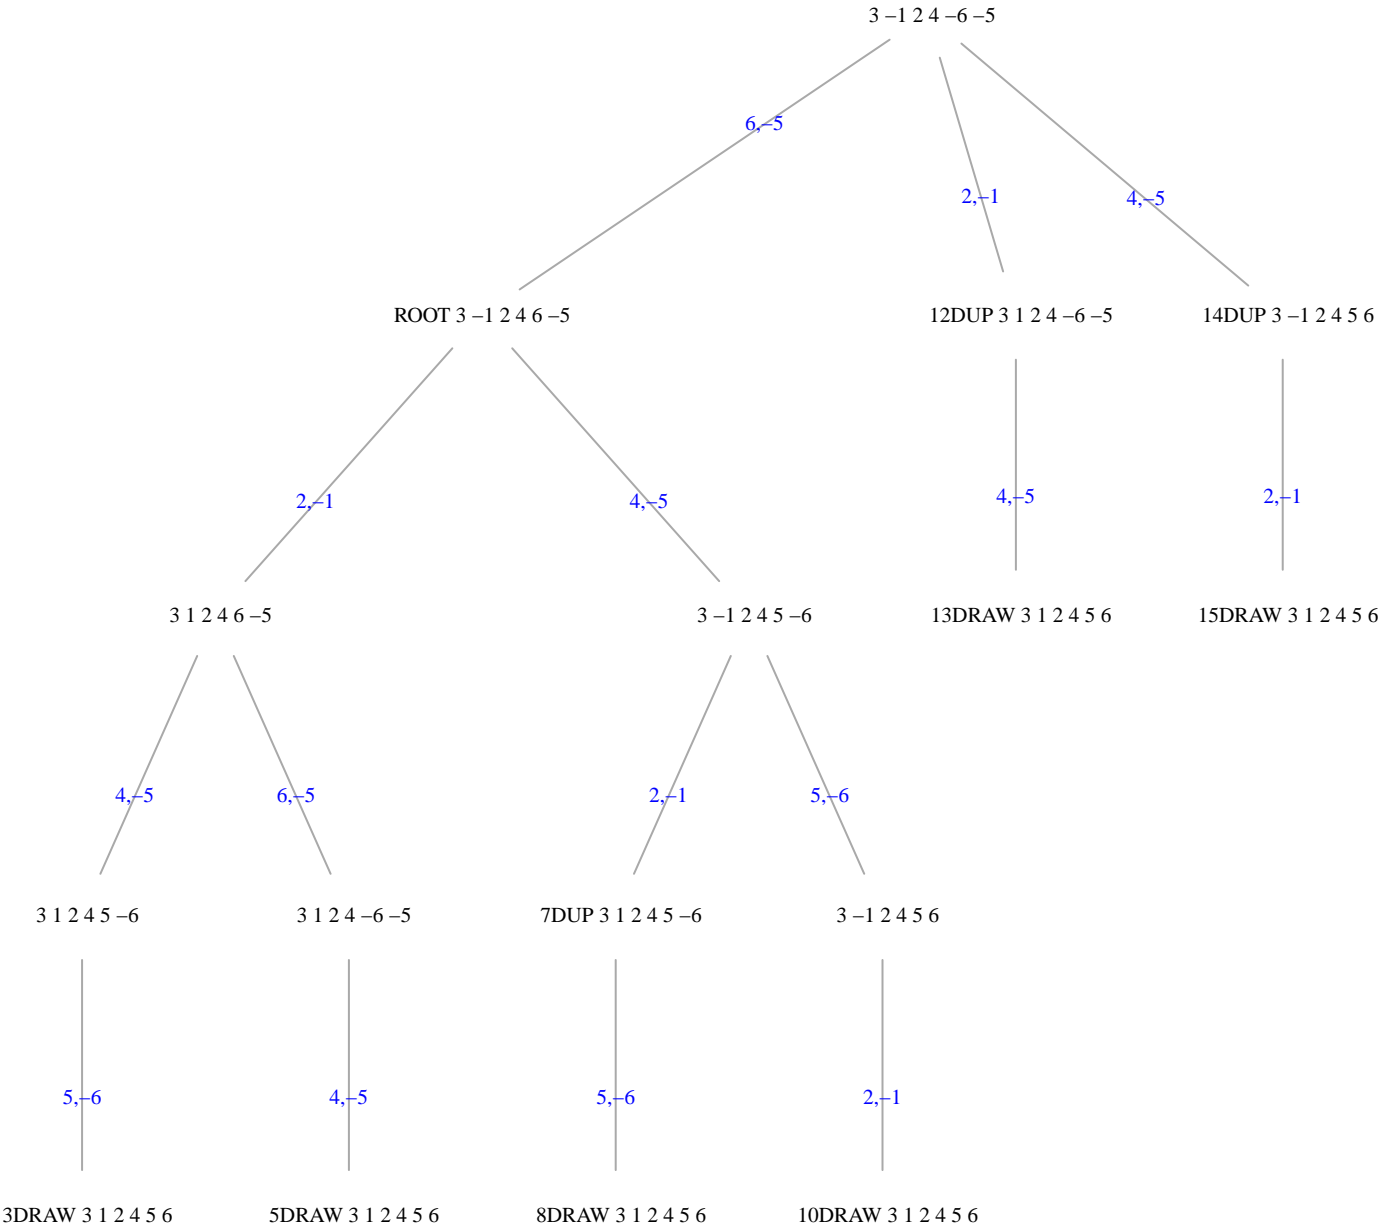 3 –1 2 4 –6 –5
6,–5
2,–1
4,–5
ROOT 3 –1 2 4 6 –5
12DUP 3 1 2 4 –6 –5
14DUP 3 –1 2 4 5 6
2,–1
4,–5
4,–5
2,–1
3 1 2 4 6 –5
3 –1 2 4 5 –6
13DRAW 3 1 2 4 5 6
15DRAW 3 1 2 4 5 6
4,–5
6,–5
2,–1
5,–6
3 1 2 4 5 –6
3 1 2 4 –6 –5
7DUP 3 1 2 4 5 –6
3 –1 2 4 5 6
5,–6
4,–5
5,–6
2,–1
3DRAW 3 1 2 4 5 6
5DRAW 3 1 2 4 5 6
8DRAW 3 1 2 4 5 6
10DRAW 3 1 2 4 5 6